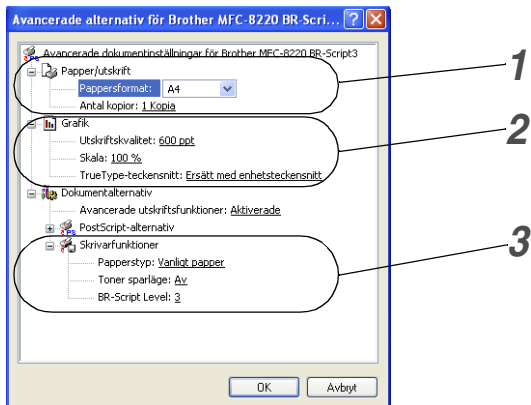 Avancerade alternativ för Brother MFC-8220 BR-Scri...
Avancerade dokumentinställningar för Brother MFC-8220 BR-Script3
Papper/utskrift
Pappersformat: A4
Antal kopior: 1 Kopia
1
Grafik
Utskriftskvalitet: 600 ppt
Skala: 100 %
TrueType-teckensnitt: Ersätt med enhetsteckensnitt
2
Dokumentalternativ
Avancerade utskriftsfunktioner: Aktiverade
PostScript-alternativ
Skrivarfunktioner
Papperstyp: Vanligt papper
Toner sparläge: Av
BR-Script Level: 3
3
OK Avbryt